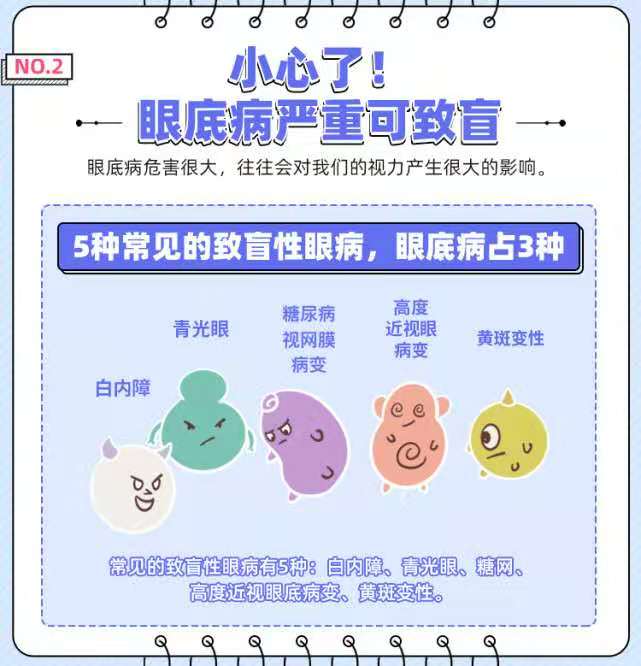 NO.2
小心了！
眼底病严重可致盲
眼底病危害很大，往往会对我们的视力产生很大的影响。
5种常见的致盲性眼病，眼底病占3种
白内障
青光眼
糖尿病
视网膜
病变
高度
近视眼
病变
黄斑变性
常见的致盲性眼病有5种：白内障、青光眼、糖网、
高度近视眼底病变、黄斑变性。